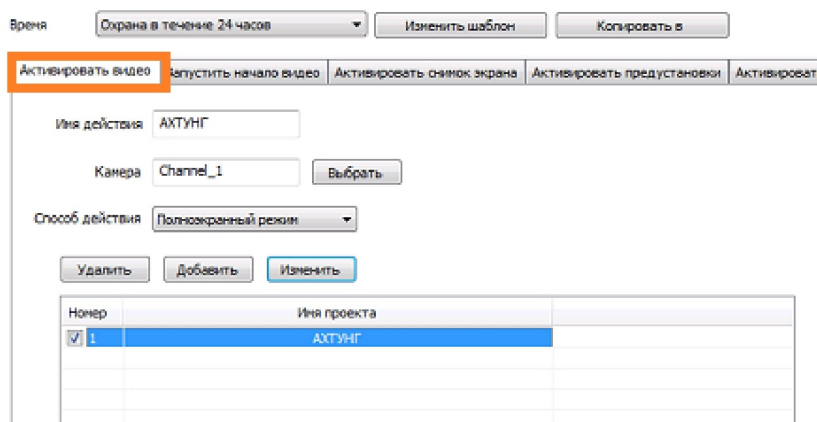 Время Охрана в течение 24 часов Изменить шаблон Копировать в
Активировать видео Запустить начало видео Активировать снимок экрана Активировать предустановки Активироват
Имя действия АХТУНГ
Камера Channel_1 Выбрать
Способ действия Полноэкранный режим
Удалить Добавить Изменить
Номер Имя проекта
1 АХТУНГ